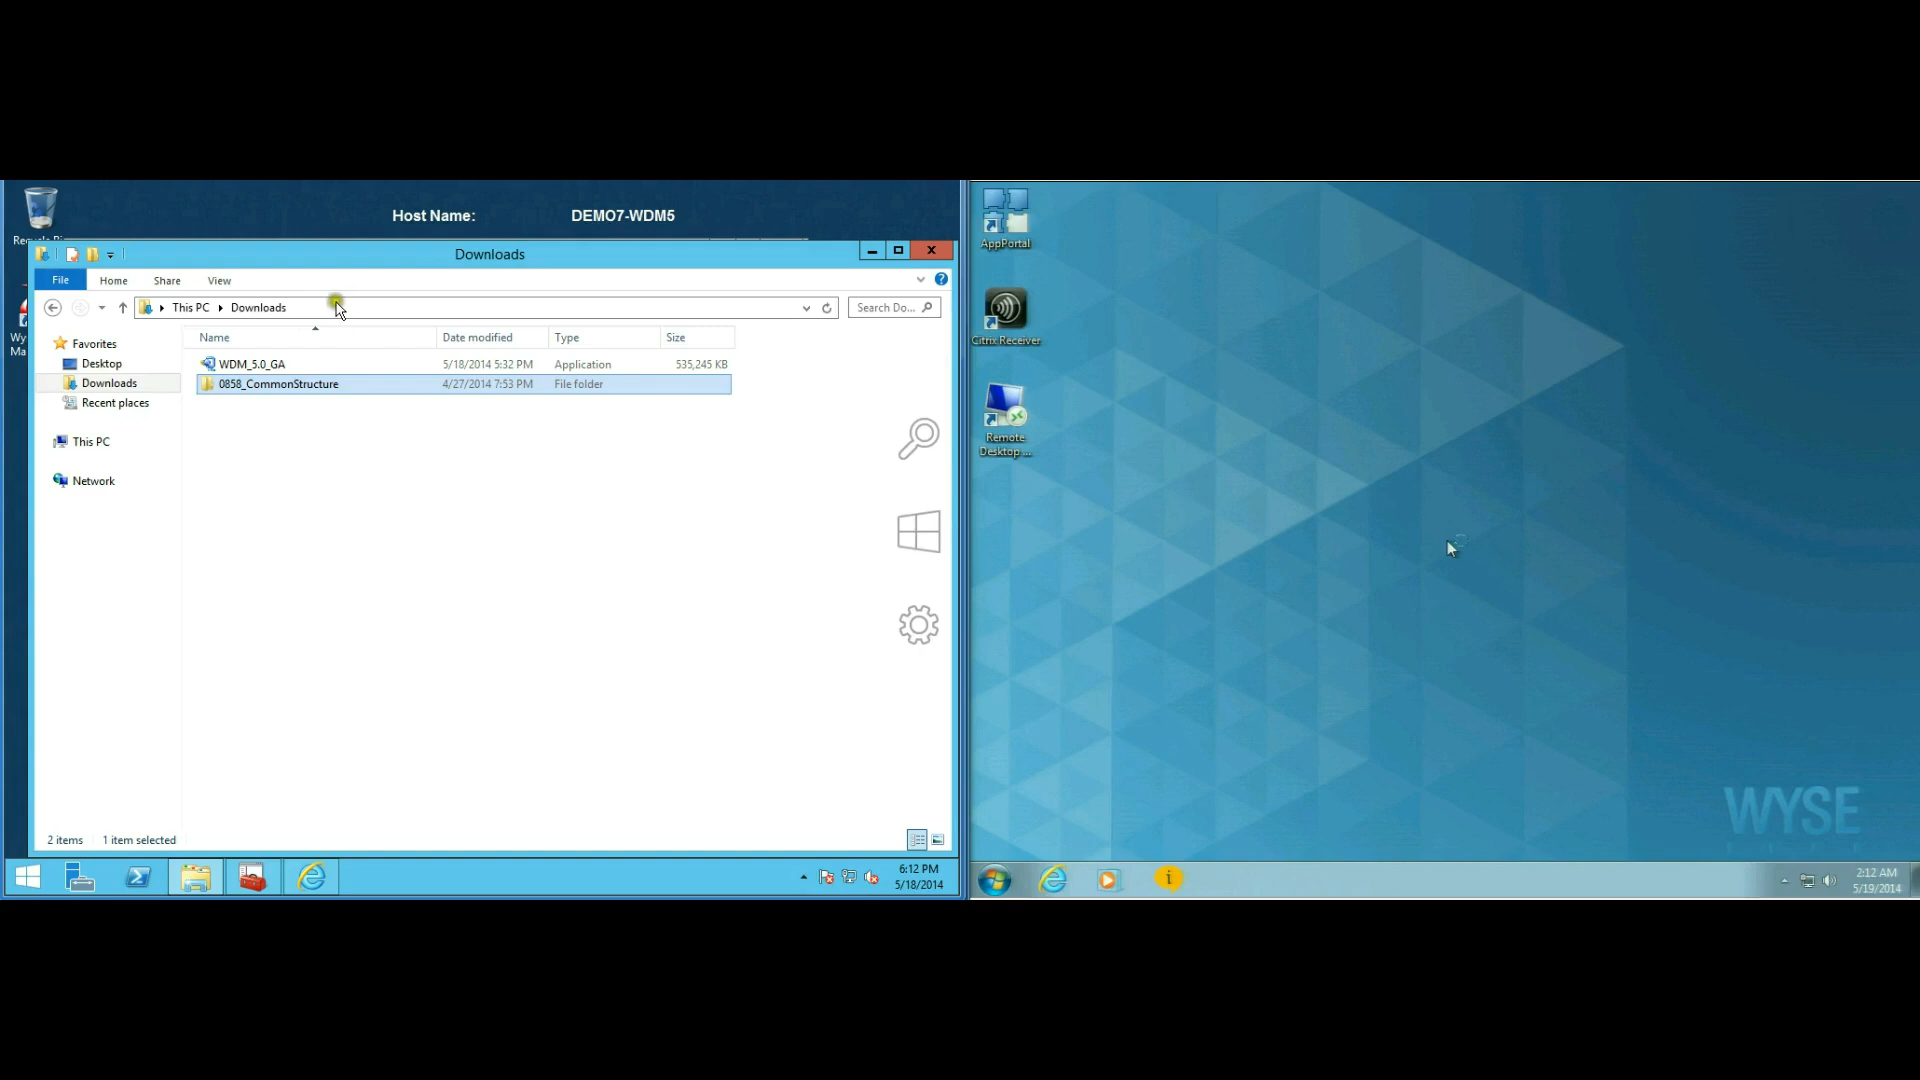 Host Name: DEMO7-WDM5
Downloads
File Home Share View
This PC Downloads
Search Do...
Name Date modified Type Size
WDM_5.0_GA 5/18/2014 5:32 PM Application 535,245 KB
0858_CommonStructure 4/27/2014 7:53 PM File folder
Favorites
Desktop
Downloads
Recent places
This PC
Network
2 items 1 item selected
6:12 PM
5/18/2014
Wy
Ma
AppPortal
Citrix Receiver
Remote
Desktop ...
WYSE
2:12 AM
5/19/2014